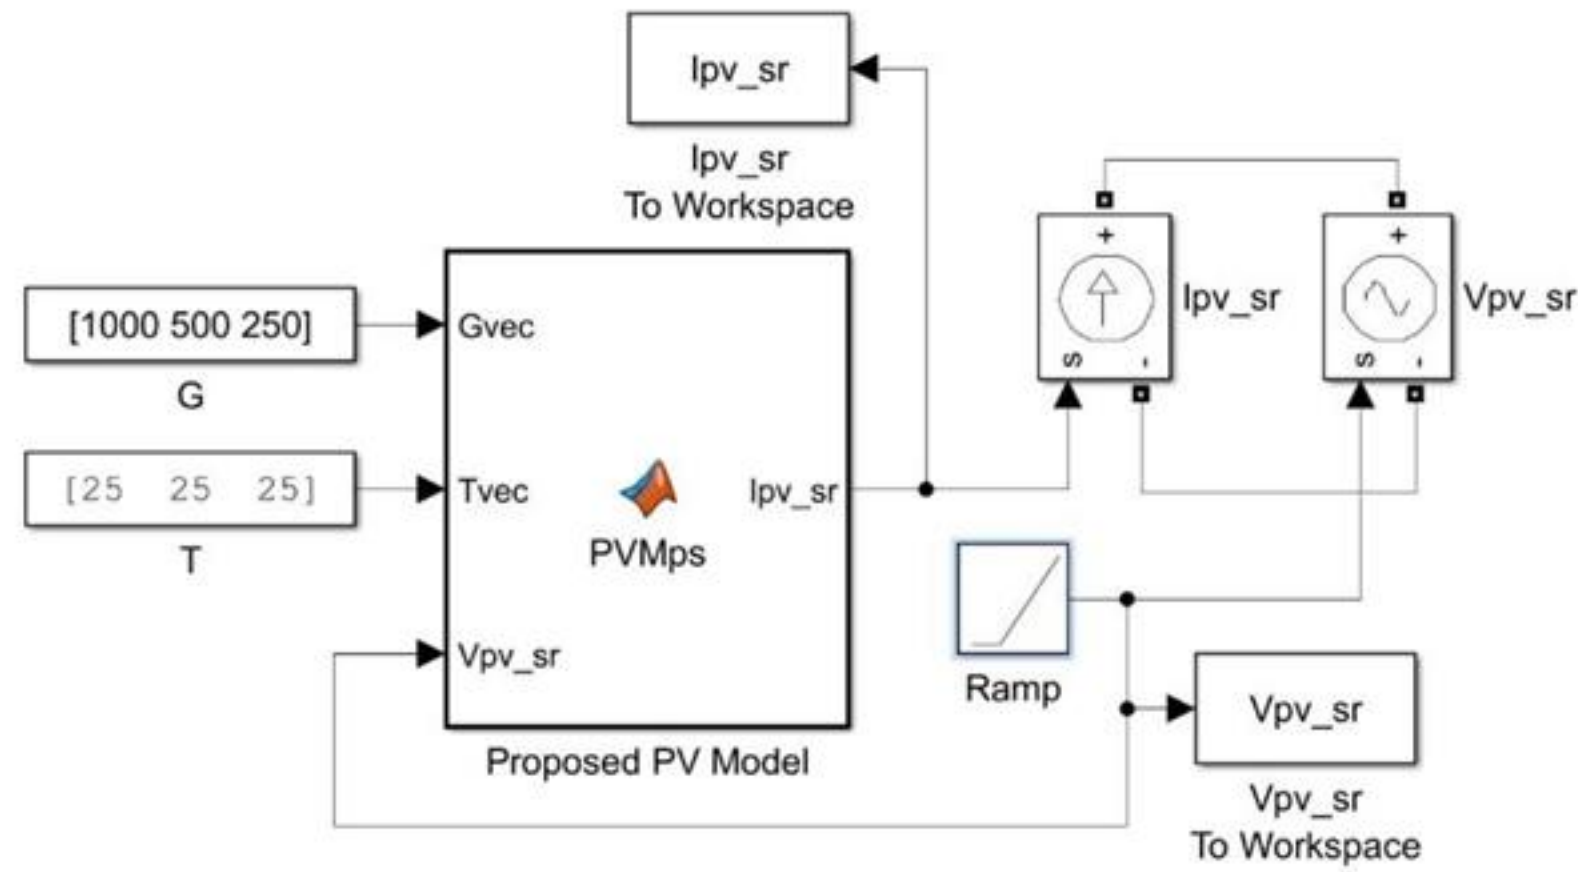 Ipv_sr
Ipv_sr
To Workspace
[1000 500 250]
G
[25 25 25]
T
Gvec
Tvec
Vpv_sr
Ipv_sr
PVMps
Proposed PV Model
+
S
-
Ipv_sr
+
S
-
Vpv_sr
Ramp
Vpv_sr
Vpv_sr
To Workspace